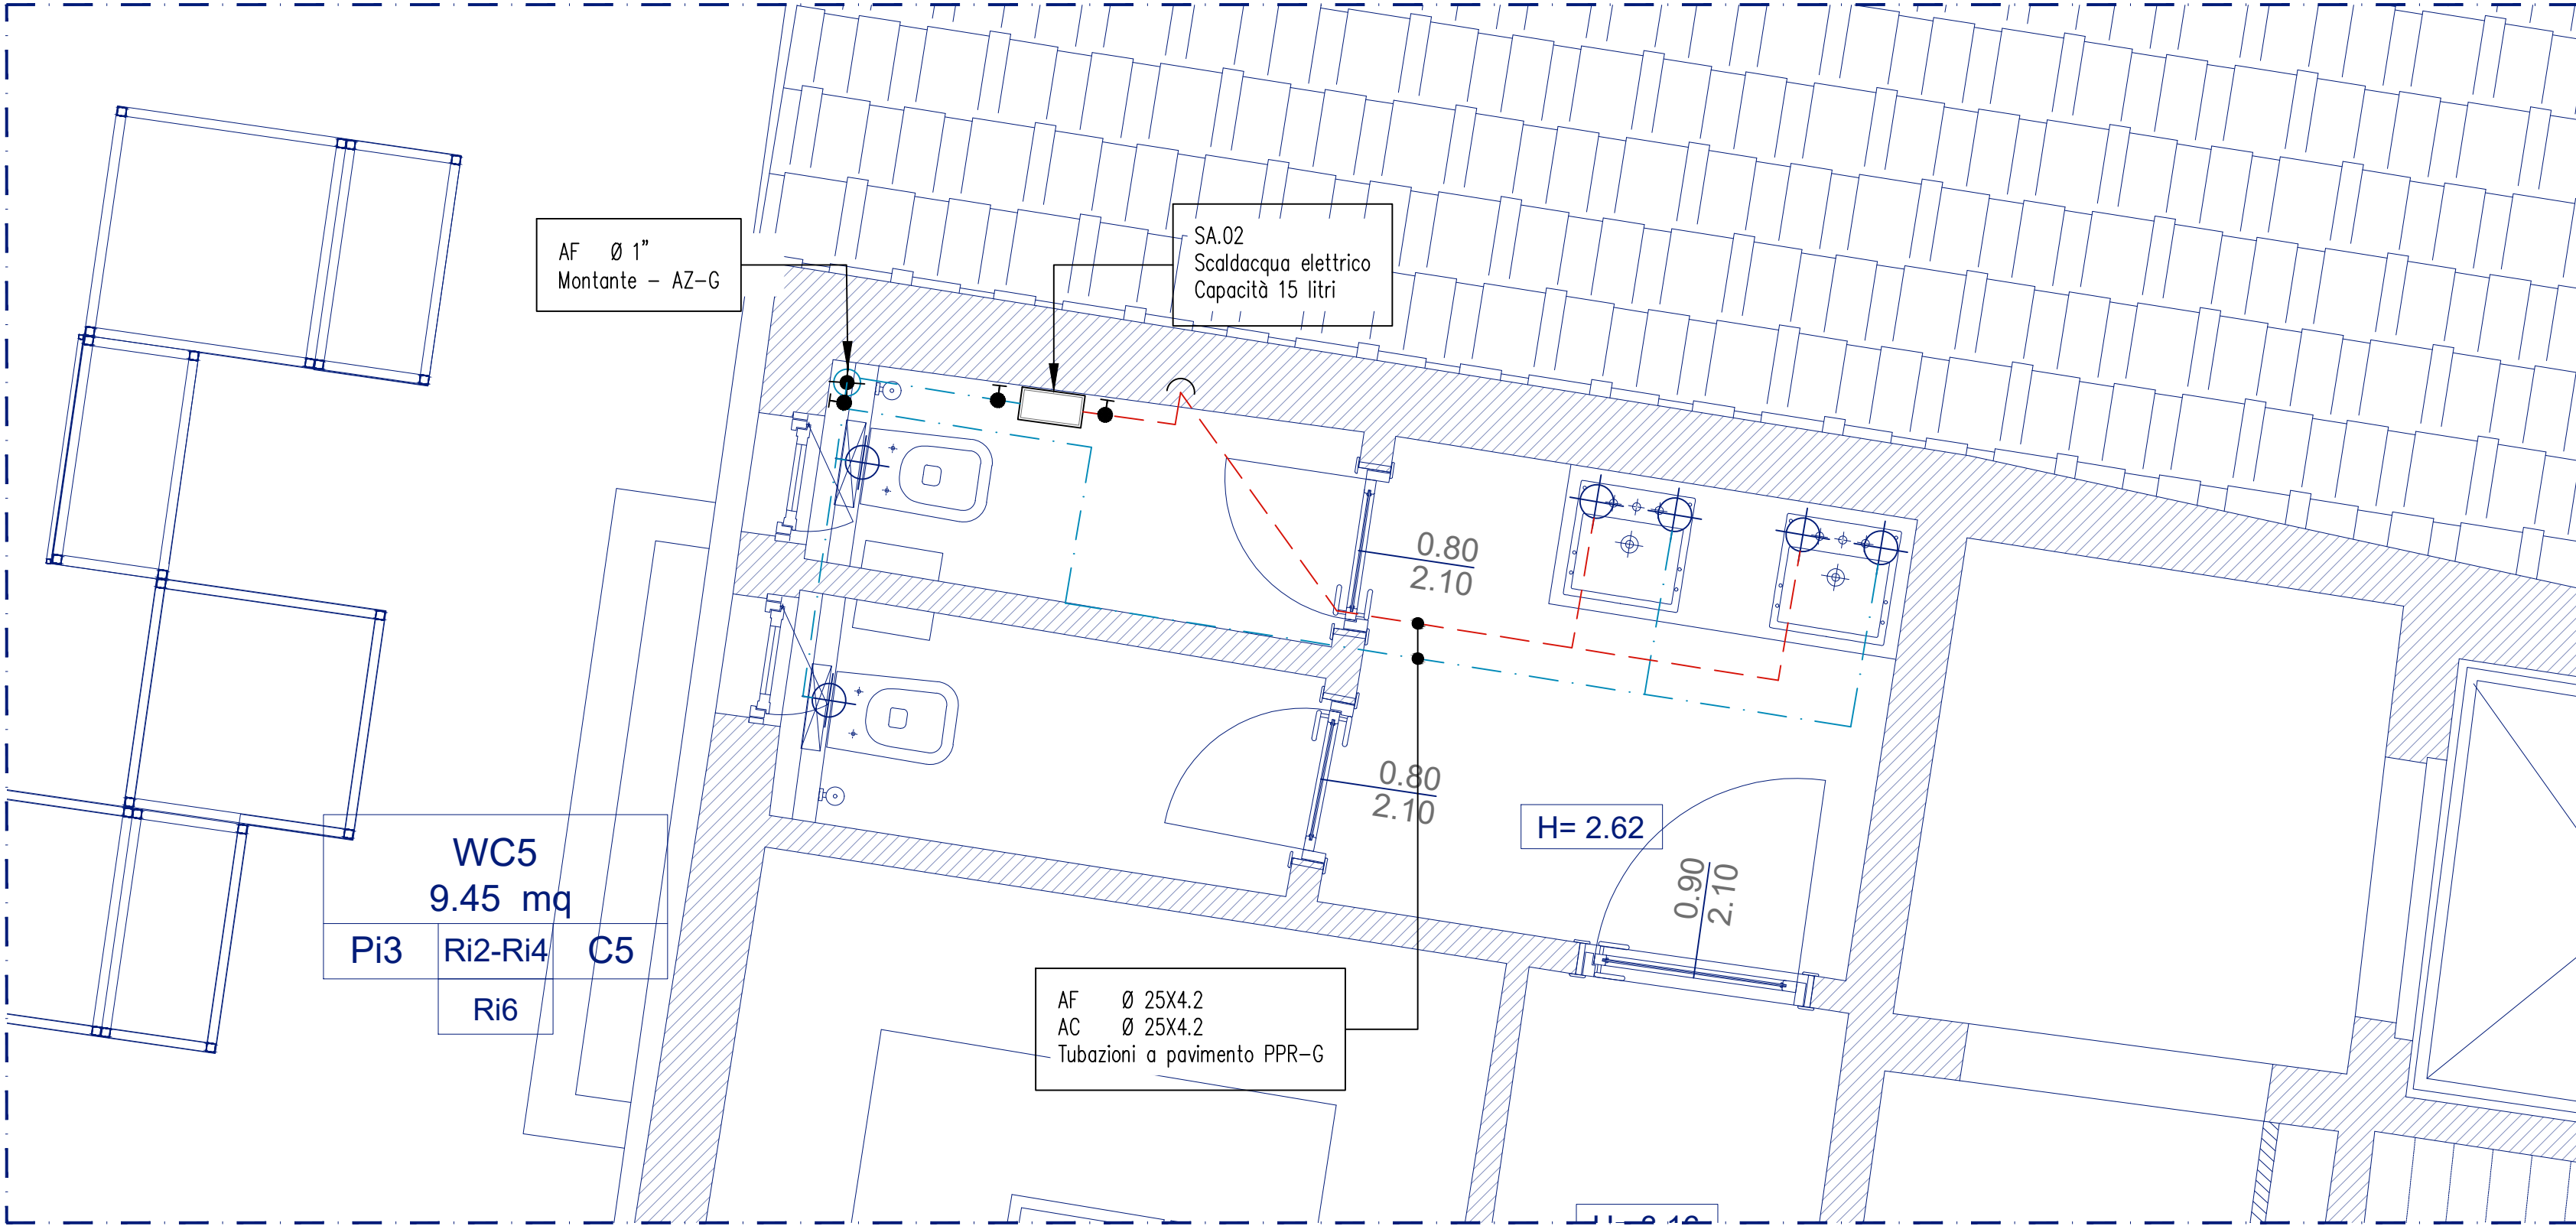 AF Ø 1”
Montante – AZ–G
SA.02
Scaldacqua elettrico
Capacità 15 litri
0.80
2.10
0.80
2.10
H= 2.62
0.90
2.10
WC5
9.45 mq
Pi3 Ri2-Ri4 C5
Ri6
AF Ø 25X4.2
AC Ø 25X4.2
Tubazioni a pavimento PPR–G